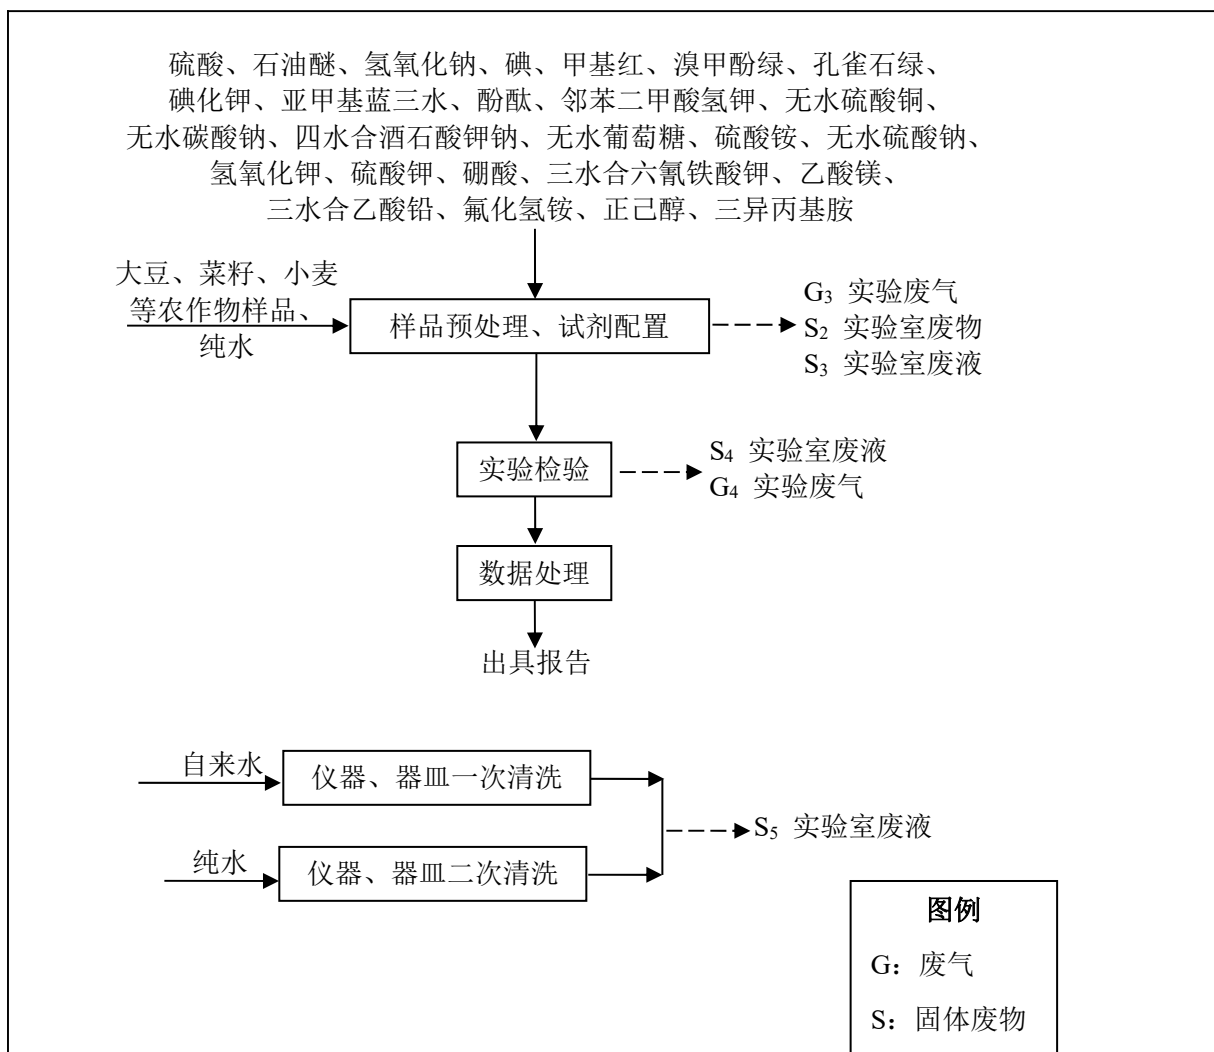 硫酸、石油醚、氢氧化钠、碘、甲基红、溴甲酚绿、孔雀石绿、
碘化钾、亚甲基蓝三水、酚酞、邻苯二甲酸氢钾、无水硫酸铜、
无水碳酸钠、四水合酒石酸钾钠、无水葡萄糖、硫酸铵、无水硫酸钠、
氢氧化钾、硫酸钾、硼酸、三水合六氰铁酸钾、乙酸镁、
三水合乙酸铅、氟化氢铵、正己醇、三异丙基胺
大豆、菜籽、小麦
等农作物样品、
纯水
样品预处理、试剂配置
G₃ 实验废气
S₂ 实验室废物
S₃ 实验室废液
实验检验
S₄ 实验室废液
G₄ 实验废气
数据处理
出具报告
自来水
仪器、器皿一次清洗
S₅ 实验室废液
纯水
仪器、器皿二次清洗
图例
G：废气
S：固体废物